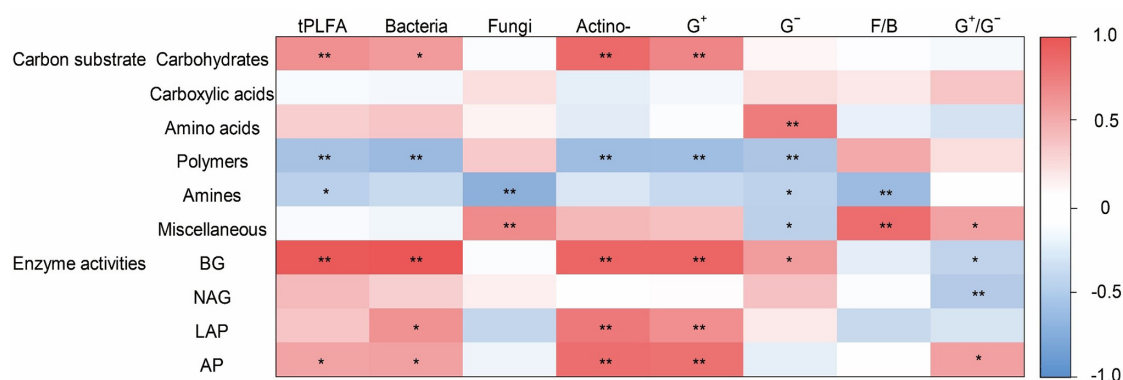 tPLFA Bacteria Fungi Actino- G⁺ G⁻ F/B G⁺/G⁻
Carbon substrate Carbohydrates ** * ** ** 1.0
Carboxylic acids
Amino acids ** 0.5
Polymers ** ** ** ** **
Amines * ** * ** 0
Miscellaneous ** * ** *
Enzyme activities BG ** ** ** ** * *
NAG ** -0.5
LAP * ** **
AP * * ** ** *
-1.0